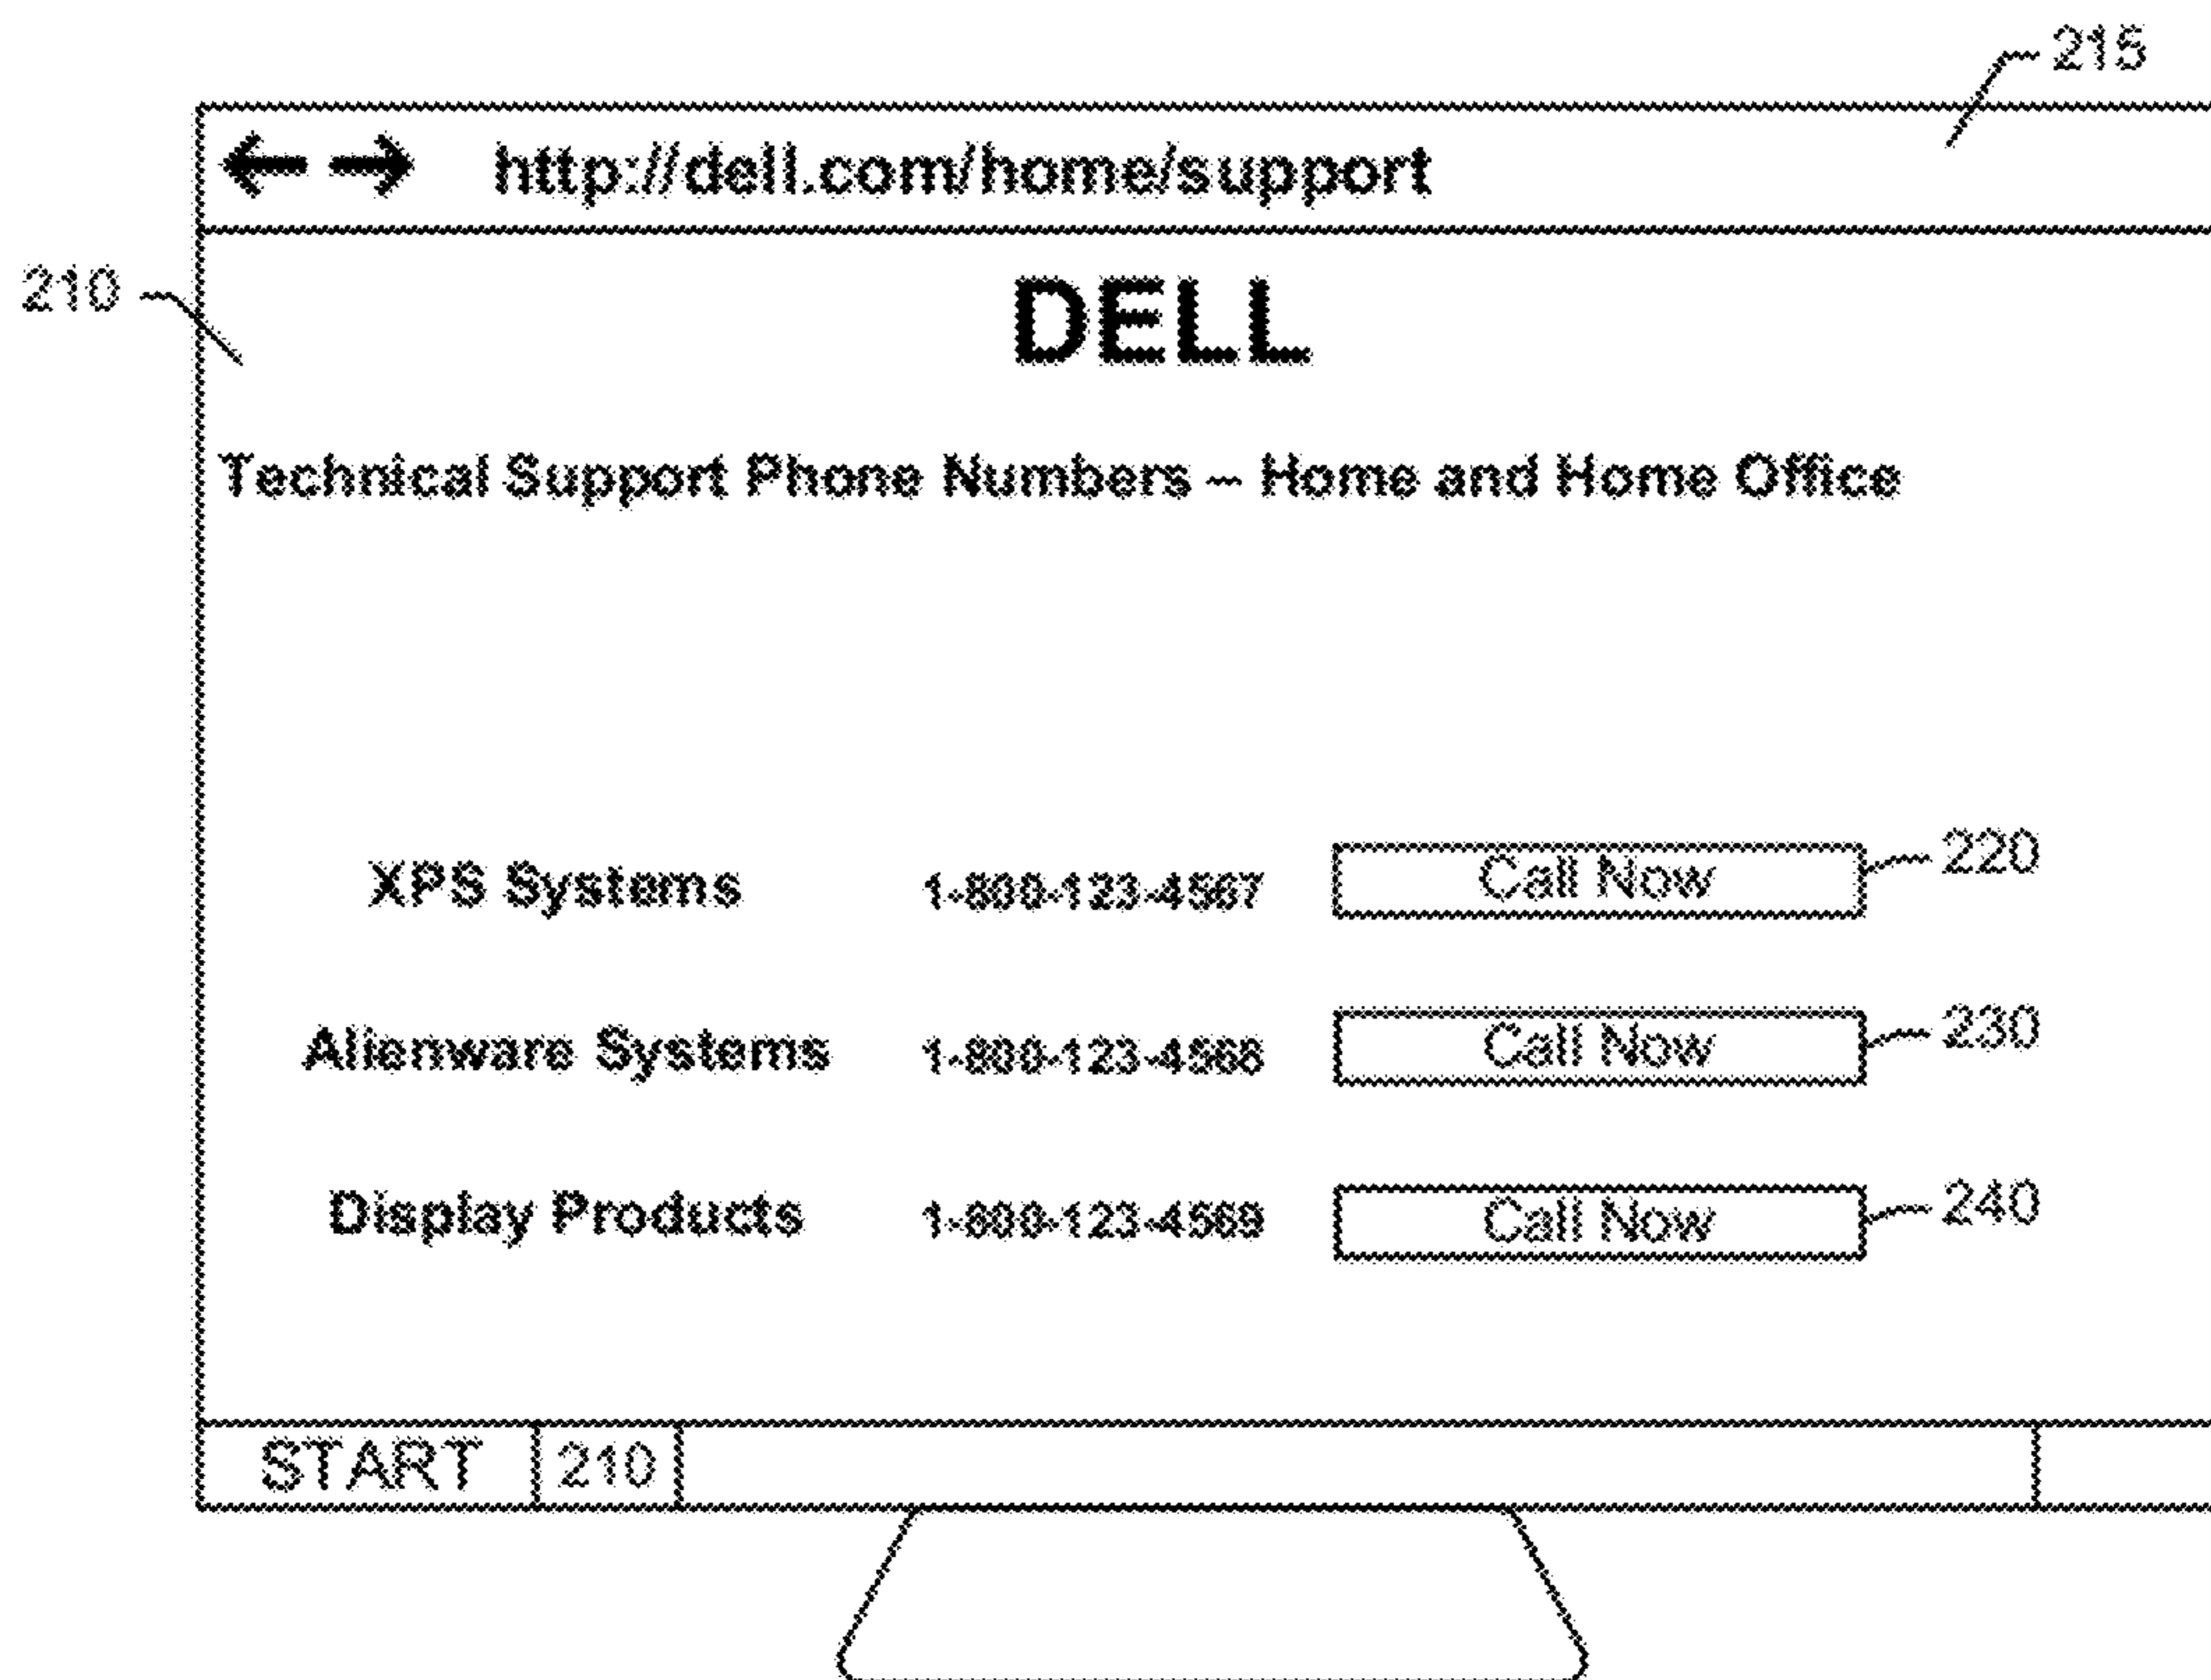 215
← → http://dell.com/home/support
210
DELL
Technical Support Phone Numbers – Home and Home Office
XPS Systems 1-800-123-4567 Call Now 220
Alienware Systems 1-800-123-4568 Call Now 230
Display Products 1-800-123-4569 Call Now 240
START 210